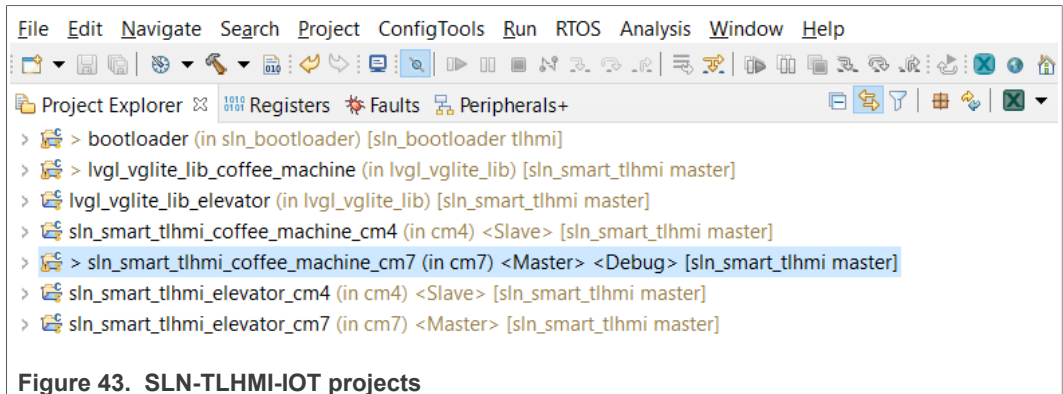 File Edit Navigate Search Project ConfigTools Run RTOS Analysis Window Help
Project Explorer Registers Faults Peripherals+
> > bootloader (in sln_bootloader) [sln_bootloader tlhmi]
> > lvgl_vglite_lib_coffee_machine (in lvgl_vglite_lib) [sln_smart_tlhmi master]
> lvgl_vglite_lib_elevator (in lvgl_vglite_lib) [sln_smart_tlhmi master]
> sln_smart_tlhmi_coffee_machine_cm4 (in cm4) <Slave> [sln_smart_tlhmi master]
> > sln_smart_tlhmi_coffee_machine_cm7 (in cm7) <Master> <Debug> [sln_smart_tlhmi master]
> sln_smart_tlhmi_elevator_cm4 (in cm4) <Slave> [sln_smart_tlhmi master]
> sln_smart_tlhmi_elevator_cm7 (in cm7) <Master> [sln_smart_tlhmi master]
Figure 43. SLN-TLHMI-IOT projects